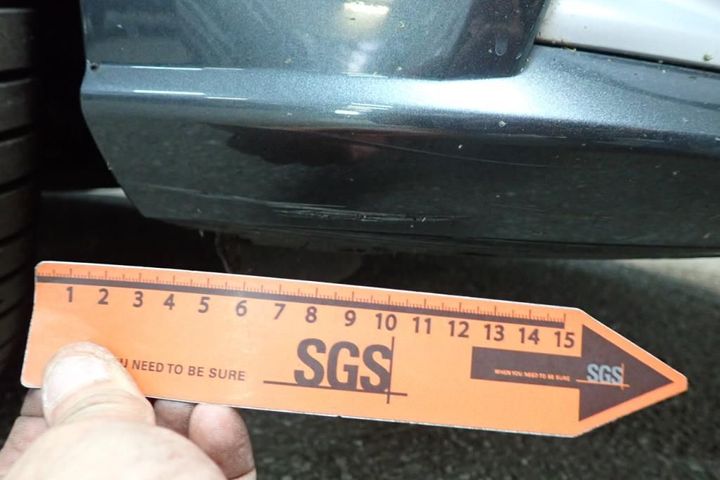 1 2 3 4 5 6 7 8 9 10 11 12 13 14 15
U NEED TO BE SURE
SGS
WHEN YOU NEED TO BE SURE
SGS